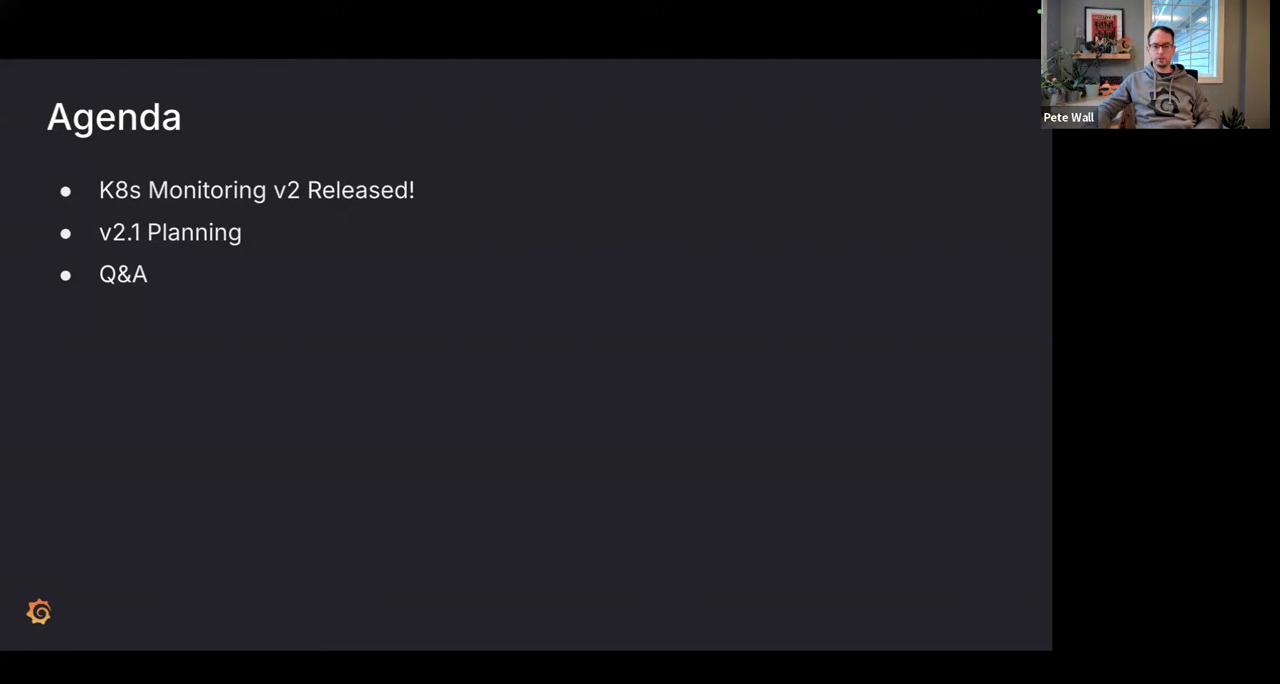 Agenda
● K8s Monitoring v2 Released!
● v2.1 Planning
● Q&A
Pete Wall